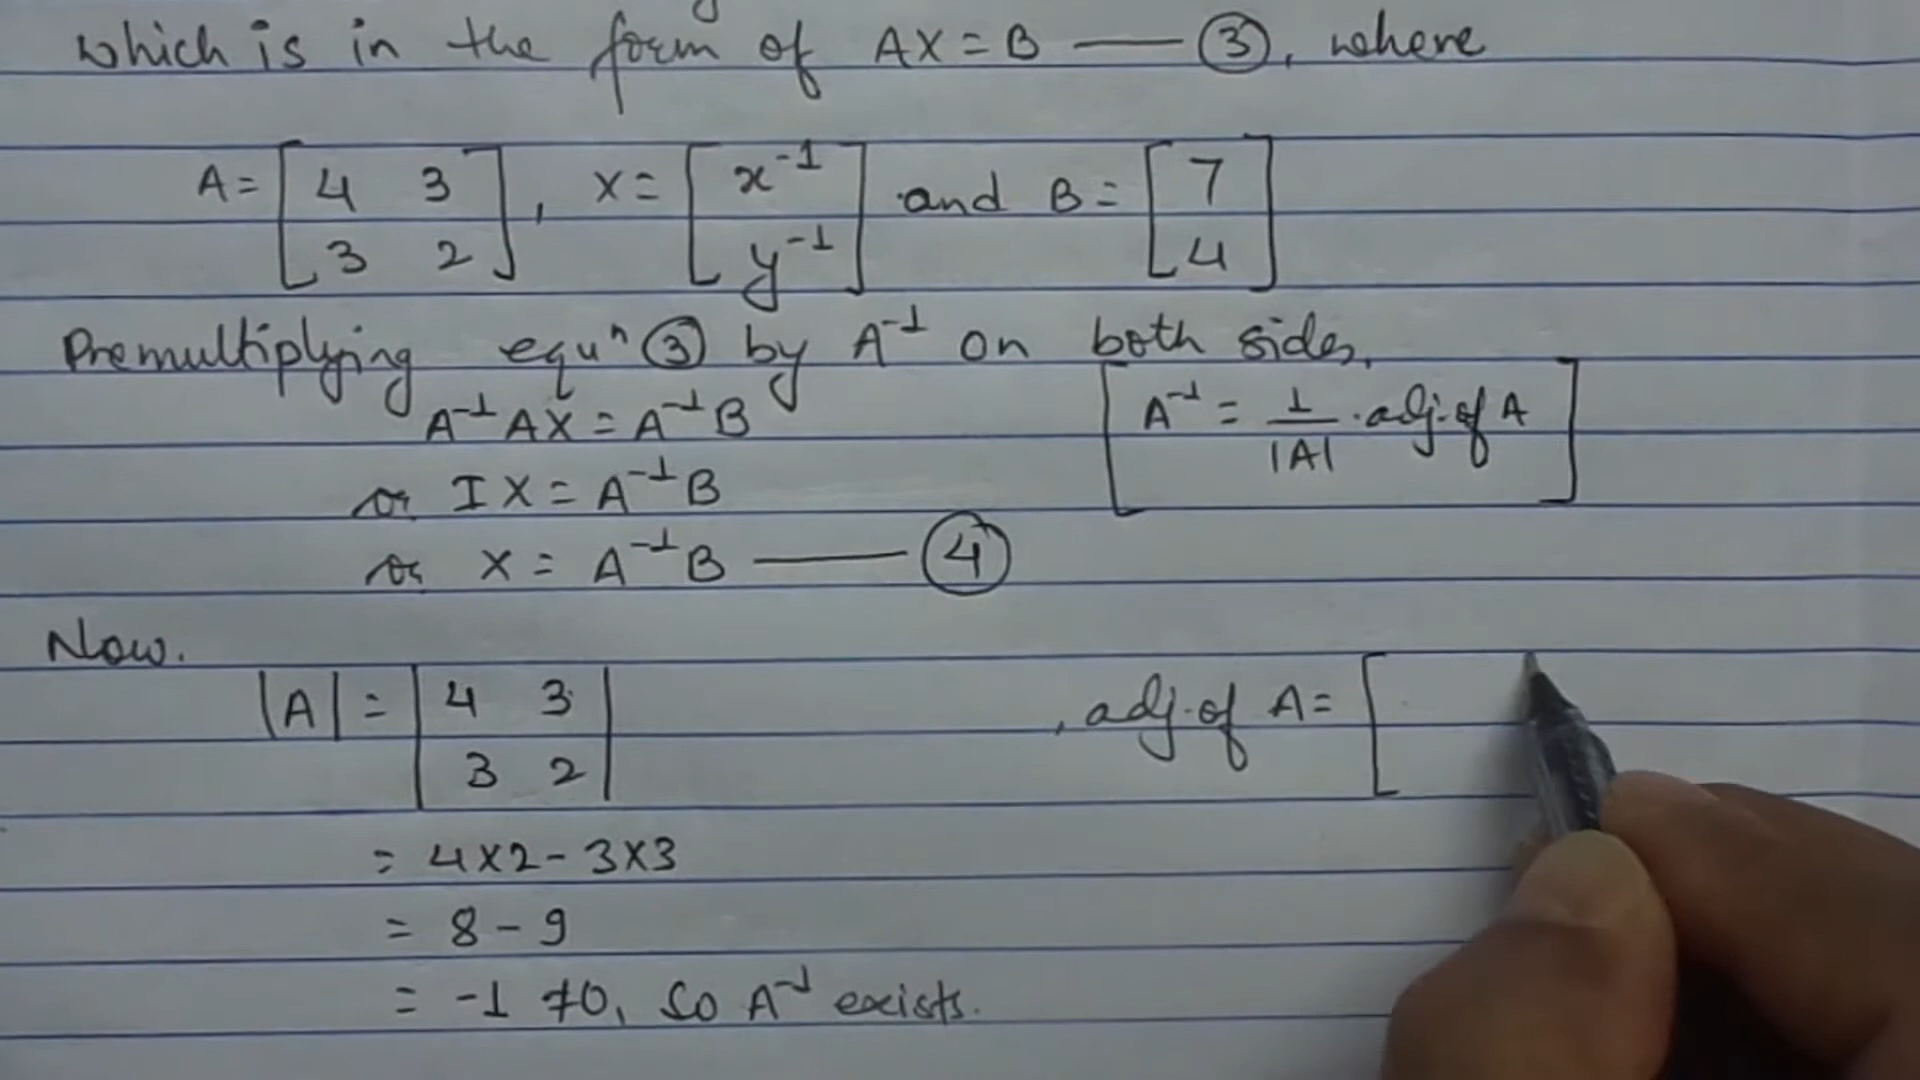 which is in the form of AX = B —— ③, where
A = [4 3; 3 2], X = [x⁻¹; y⁻¹] and B = [7; 4]
Premultiplying equⁿ ③ by A⁻¹ on both sides,
A⁻¹AX = A⁻¹B
[A⁻¹ = 1/|A| · adj. of A]
or IX = A⁻¹B
or X = A⁻¹B —— ④
Now.
|A| = |4 3; 3 2|
, adj. of A = [
= 4×2 - 3×3
= 8 - 9
= -1 ≠ 0, So A⁻¹ exists.